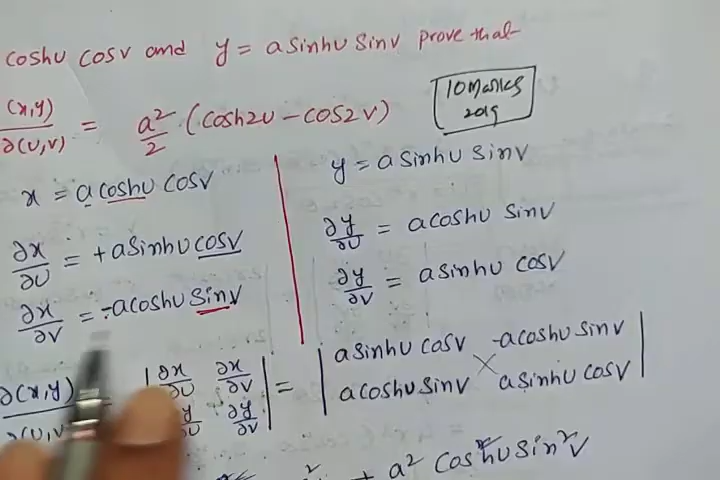 coshu cosv and y = a sinhu sinv prove that
(x,y)/∂(u,v) = a²/2 (cosh2u - cos2v)
10 Marks
2019
x = a coshu cosv
∂x/∂u = +a sinhu cosv
∂x/∂v = -a coshu sinv
y = a sinhu sinv
∂y/∂u = a coshu sinv
∂y/∂v = a sinhu cosv
∂(x,y) | ∂x/∂u ∂x/∂v | = | a sinhu cosv -a coshu sinv |
∂(u,v) ∂y/∂v | a coshu sinv a sinhu cosv |
+ a² cos²hu sin²v